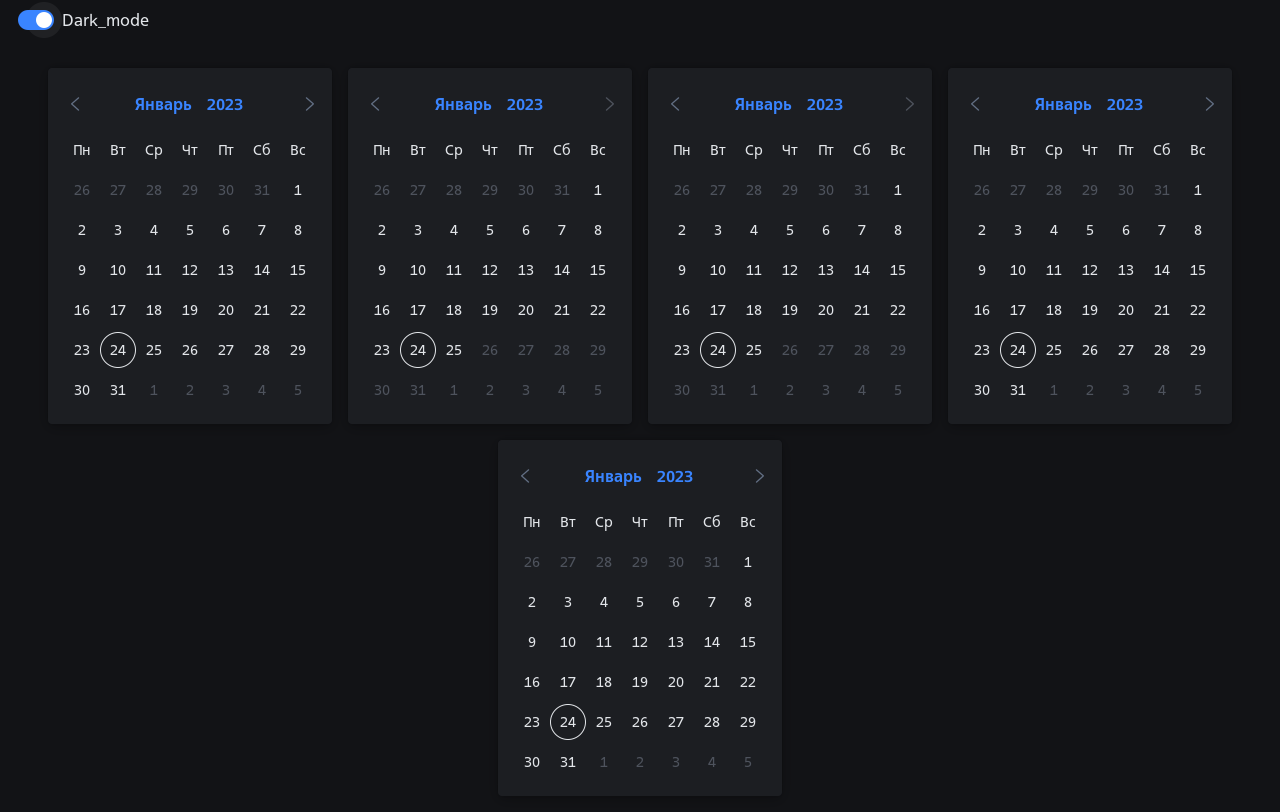 Dark_mode
Январь 2023 Январь 2023 Январь 2023 Январь 2023
Пн Вт Ср Чт Пт Сб Вс Пн Вт Ср Чт Пт Сб Вс Пн Вт Ср Чт Пт Сб Вс Пн Вт Ср Чт Пт Сб Вс
26 27 28 29 30 31 1 26 27 28 29 30 31 1 26 27 28 29 30 31 1 26 27 28 29 30 31 1
2 3 4 5 6 7 8 2 3 4 5 6 7 8 2 3 4 5 6 7 8 2 3 4 5 6 7 8
9 10 11 12 13 14 15 9 10 11 12 13 14 15 9 10 11 12 13 14 15 9 10 11 12 13 14 15
16 17 18 19 20 21 22 16 17 18 19 20 21 22 16 17 18 19 20 21 22 16 17 18 19 20 21 22
23 24 25 26 27 28 29 23 24 25 26 27 28 29 23 24 25 26 27 28 29 23 24 25 26 27 28 29
30 31 1 2 3 4 5 30 31 1 2 3 4 5 30 31 1 2 3 4 5 30 31 1 2 3 4 5
Январь 2023
Пн Вт Ср Чт Пт Сб Вс
26 27 28 29 30 31 1
2 3 4 5 6 7 8
9 10 11 12 13 14 15
16 17 18 19 20 21 22
23 24 25 26 27 28 29
30 31 1 2 3 4 5